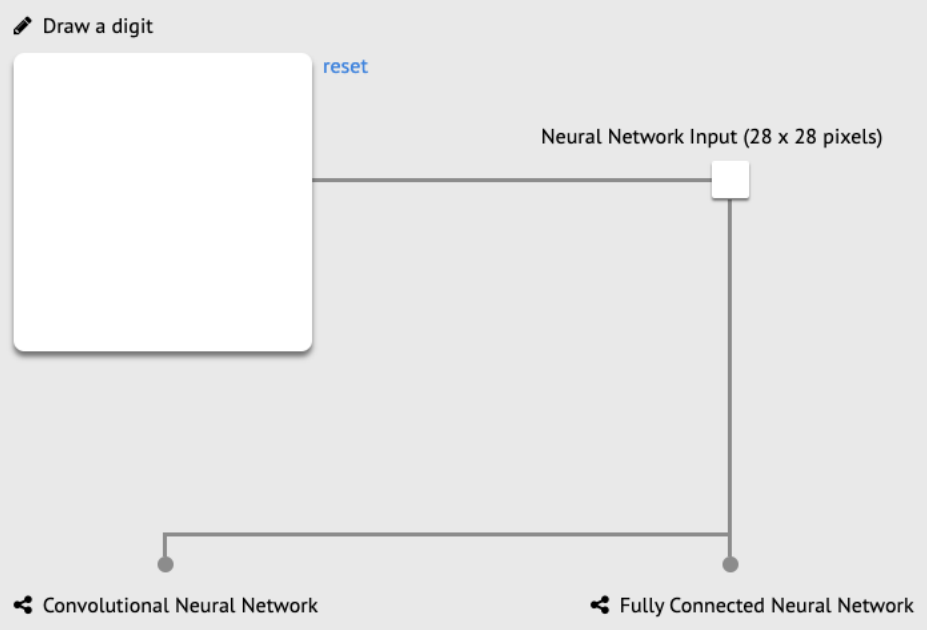 Draw a digit
reset
Neural Network Input (28 x 28 pixels)
Convolutional Neural Network
Fully Connected Neural Network